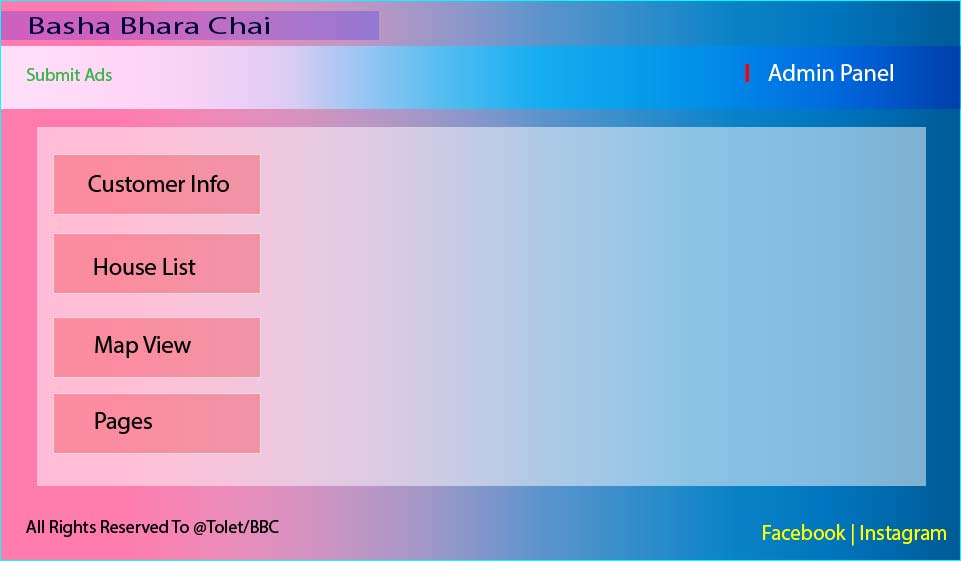 Basha Bhara Chai
Submit Ads
Admin Panel
Customer Info
House List
Map View
Pages
All Rights Reserved To @Tolet/BBC
Facebook | Instagram